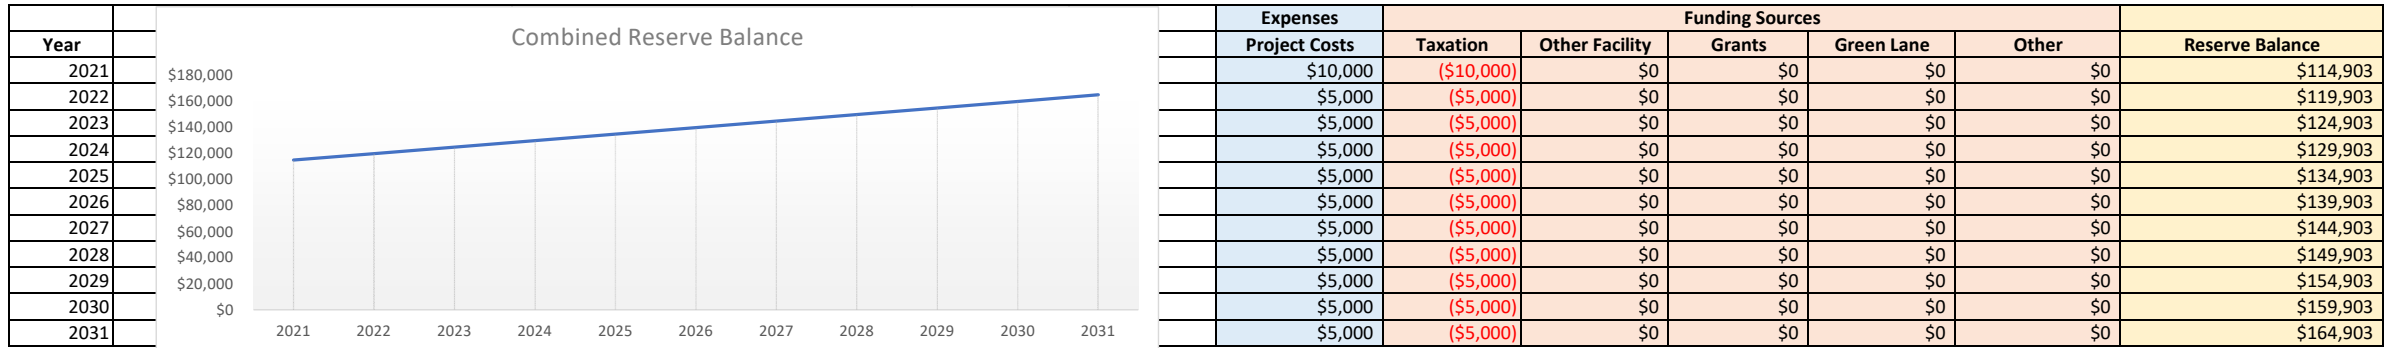 Expenses Funding Sources
Year Project Costs Taxation Other Facility Grants Green Lane Other Reserve Balance
Combined Reserve Balance
$180,000
$160,000
$140,000
$120,000
$100,000
$80,000
$60,000
$40,000
$20,000
$0
2021 2022 2023 2024 2025 2026 2027 2028 2029 2030 2031
2021 $10,000 ($10,000) $0 $0 $0 $0 $114,903
2022 $5,000 ($5,000) $0 $0 $0 $0 $119,903
2023 $5,000 ($5,000) $0 $0 $0 $0 $124,903
2024 $5,000 ($5,000) $0 $0 $0 $0 $129,903
2025 $5,000 ($5,000) $0 $0 $0 $0 $134,903
2026 $5,000 ($5,000) $0 $0 $0 $0 $139,903
2027 $5,000 ($5,000) $0 $0 $0 $0 $144,903
2028 $5,000 ($5,000) $0 $0 $0 $0 $149,903
2029 $5,000 ($5,000) $0 $0 $0 $0 $154,903
2030 $5,000 ($5,000) $0 $0 $0 $0 $159,903
2031 $5,000 ($5,000) $0 $0 $0 $0 $164,903